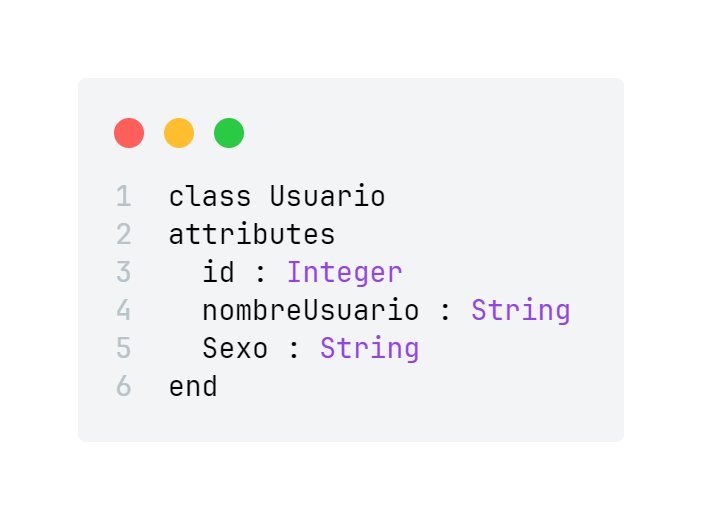 1 class Usuario
2 attributes
3 id : Integer
4 nombreUsuario : String
5 Sexo : String
6 end